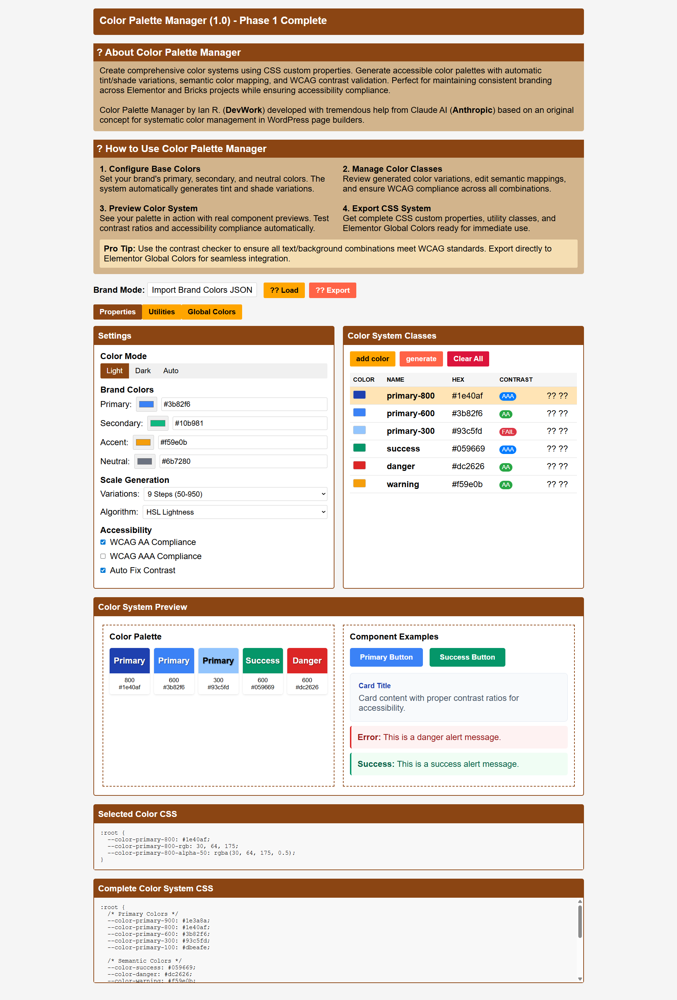 Color Palette Manager (1.0) - Phase 1 Complete
? About Color Palette Manager
Create comprehensive color systems using CSS custom properties. Generate accessible color palettes with automatic
tint/shade variations, semantic color mapping, and WCAG contrast validation. Perfect for maintaining consistent branding
across Elementor and Bricks projects while ensuring accessibility compliance.
Color Palette Manager by Ian R. (DevWork) developed with tremendous help from Claude AI (Anthropic) based on an original
concept for systematic color management in WordPress page builders.
? How to Use Color Palette Manager
1. Configure Base Colors
Set your brand's primary, secondary, and neutral colors. The
system automatically generates tint and shade variations.
2. Manage Color Classes
Review generated color variations, edit semantic mappings,
and ensure WCAG compliance across all combinations.
3. Preview Color System
See your palette in action with real component previews. Test
contrast ratios and accessibility compliance automatically.
4. Export CSS System
Get complete CSS custom properties, utility classes, and
Elementor Global Colors ready for immediate use.
Pro Tip: Use the contrast checker to ensure all text/background combinations meet WCAG standards. Export directly to
Elementor Global Colors for seamless integration.
Brand Mode: Import Brand Colors JSON ?? Load ?? Export
Properties Utilities Global Colors
Settings
Color Mode
Light Dark Auto
Brand Colors
Primary: #3b82f6
Secondary: #10b981
Accent: #f59e0b
Neutral: #6b7280
Scale Generation
Variations: 9 Steps (50-950)
Algorithm: HSL Lightness
Accessibility
WCAG AA Compliance
WCAG AAA Compliance
Auto Fix Contrast
Color System Classes
add color generate Clear All
COLOR NAME HEX CONTRAST
primary-800 #1e40af AAA ?? ??
primary-600 #3b82f6 AA ?? ??
primary-300 #93c5fd FAIL ?? ??
success #059669 AAA ?? ??
danger #dc2626 AA ?? ??
warning #f59e0b AA ?? ??
Color System Preview
Color Palette
Primary Primary Primary Success Danger
800 600 300 600 600
#1e40af #3b82f6 #93c5fd #059669 #dc2626
Component Examples
Primary Button Success Button
Card Title
Card content with proper contrast ratios for
accessibility.
Error: This is a danger alert message.
Success: This is a success alert message.
Selected Color CSS
:root {
--color-primary-800: #1e40af;
--color-primary-800-rgb: 30, 64, 175;
--color-primary-800-alpha-50: rgba(30, 64, 175, 0.5);
}
Complete Color System CSS
:root {
/* Primary Colors */
--color-primary-900: #1e3a8a;
--color-primary-800: #1e40af;
--color-primary-600: #3b82f6;
--color-primary-300: #93c5fd;
--color-primary-100: #dbeafe;
/* Semantic Colors */
--color-success: #059669;
--color-danger: #dc2626;
--color-warning: #f59e0b;